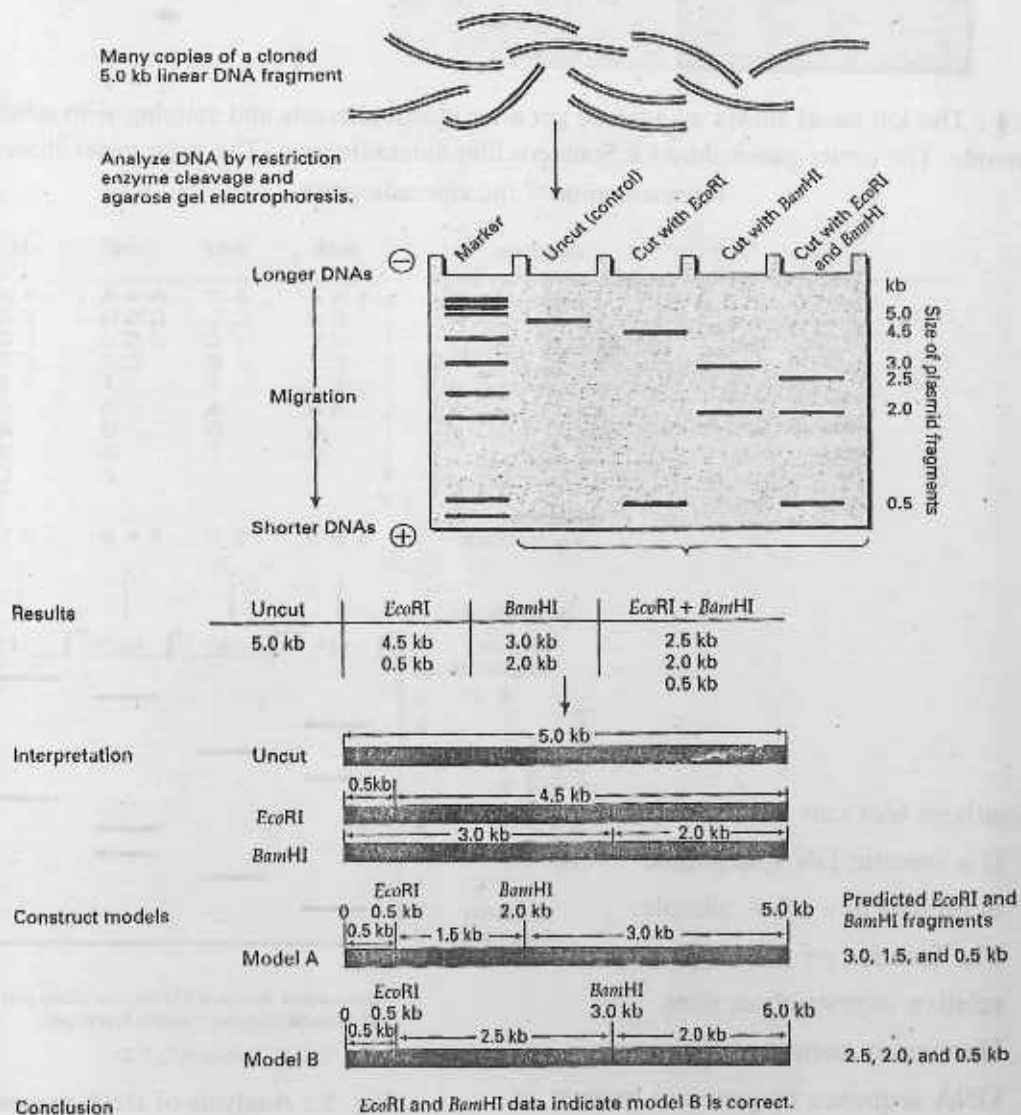 Many copies of a cloned
5.0 kb linear DNA fragment
Analyze DNA by restriction
enzyme cleavage and
agarose gel electrophoresis.
Marker
Uncut (control)
Cut with EcoRI
Cut with BamHI
Cut with EcoRI
and BamHI
Longer DNAs
−
kb
5.0
4.5
3.0
2.5
2.0
0.5
Size of plasmid fragments
Migration
Shorter DNAs
+
Results Uncut EcoRI BamHI EcoRI + BamHI
5.0 kb 4.5 kb 3.0 kb 2.5 kb
0.5 kb 2.0 kb 2.0 kb
0.5 kb
5.0 kb
Interpretation Uncut
0.5kb 4.5 kb
EcoRI
3.0 kb 2.0 kb
BamHI
EcoRI BamHI
Construct models 0 0.5 kb 2.0 kb 5.0 kb Predicted EcoRI and
BamHI fragments
0.5 kb 1.5 kb 3.0 kb
Model A 3.0, 1.5, and 0.5 kb
EcoRI BamHI
0 0.5 kb 3.0 kb 5.0 kb
0.5 kb 2.5 kb 2.0 kb
Model B 2.5, 2.0, and 0.5 kb
Conclusion EcoRI and BamHI data indicate model B is correct.